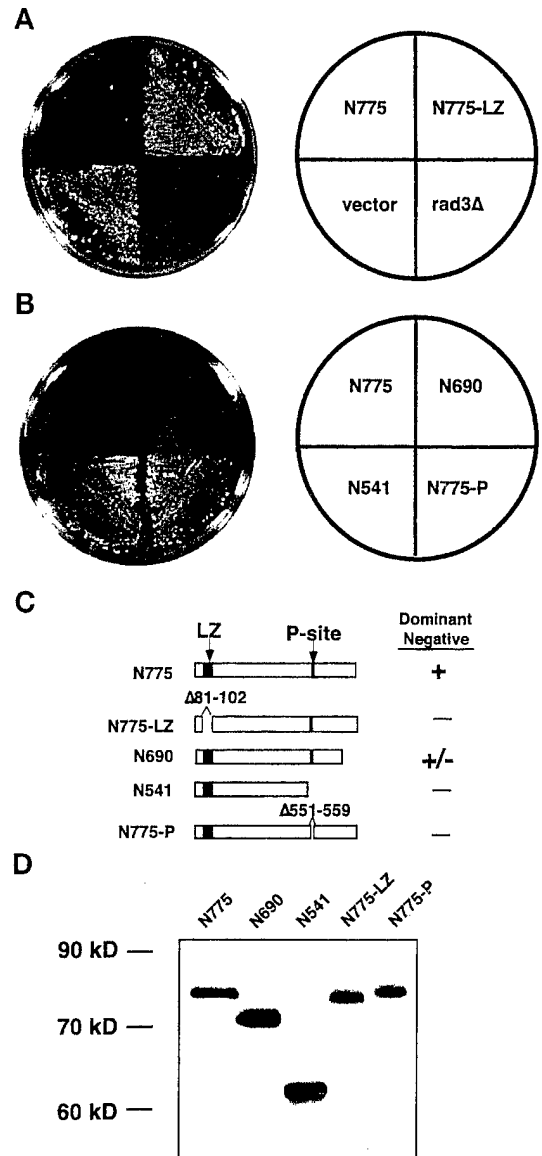 A
N775 N775-LZ
vector rad3Δ
B
N775 N690
N541 N775-P
C
LZ P-site Dominant
Negative
N775 +
Δ81-102
N775-LZ —
N690 +/-
N541 —
Δ551-559
N775-P —
D
N775 N690 N541 N775-LZ N775-P
90 kD —
70 kD —
60 kD —